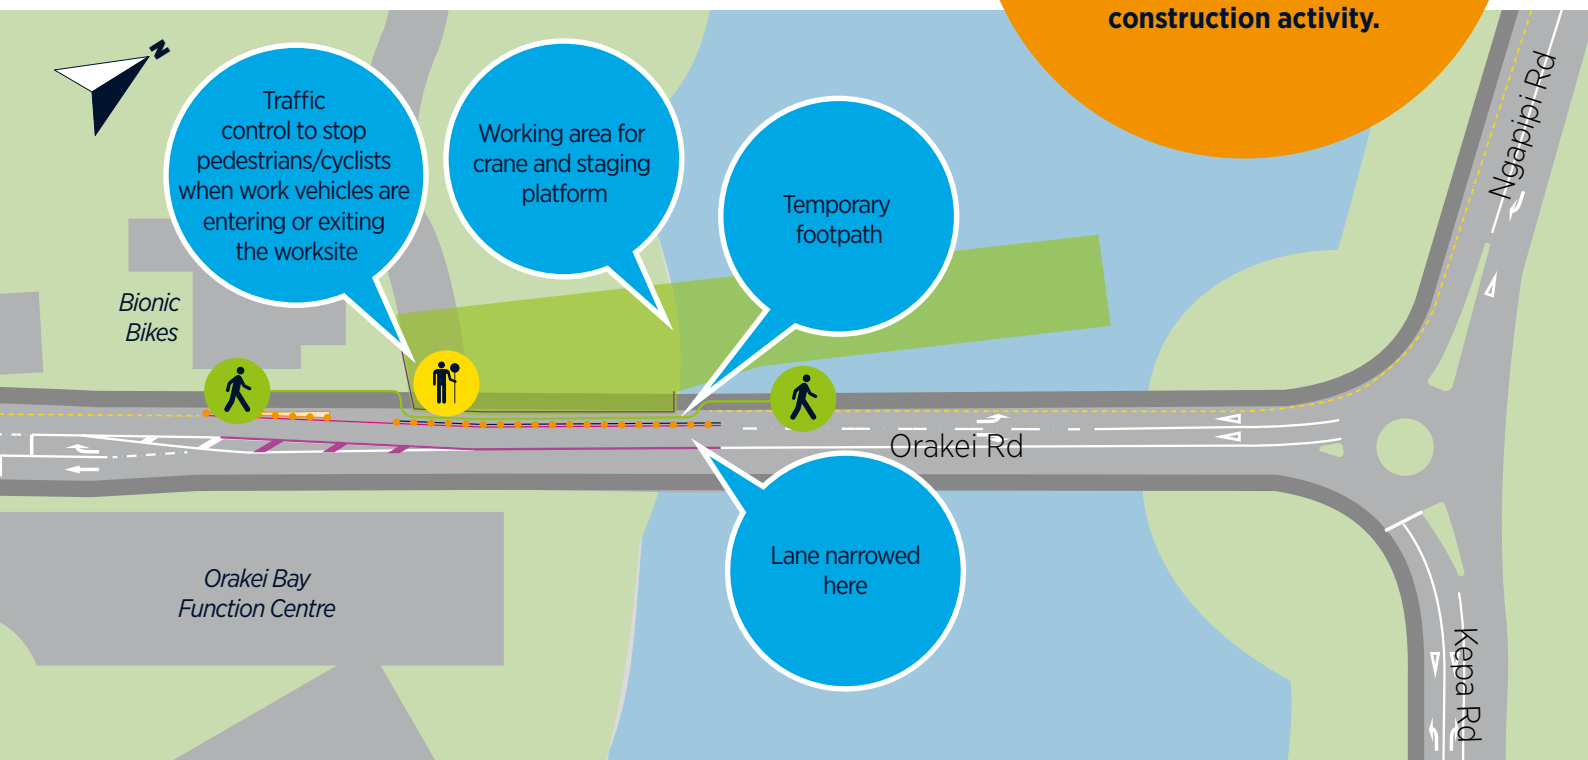 construction activity.
N
Traffic
control to stop
pedestrians/cyclists
when work vehicles are
entering or exiting
the worksite
Working area for
crane and staging
platform
Temporary
footpath
Ngapipi Rd
Bionic
Bikes
Orakei Rd
Lane narrowed
here
Orakei Bay
Function Centre
Kepa Rd